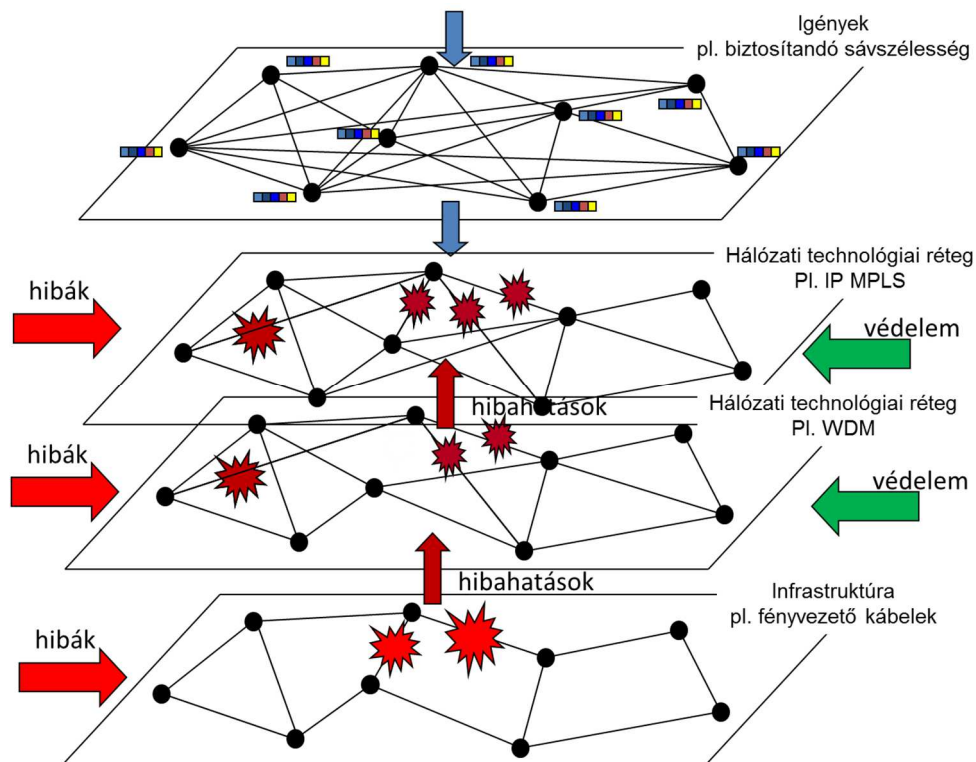 Igények
pl. biztosítandó sávszélesség
Hálózati technológiai réteg
Pl. IP MPLS
hibák
védelem
hibahatások
Hálózati technológiai réteg
Pl. WDM
hibák
védelem
hibahatások
Infrastruktúra
pl. fényvezető kábelek
hibák